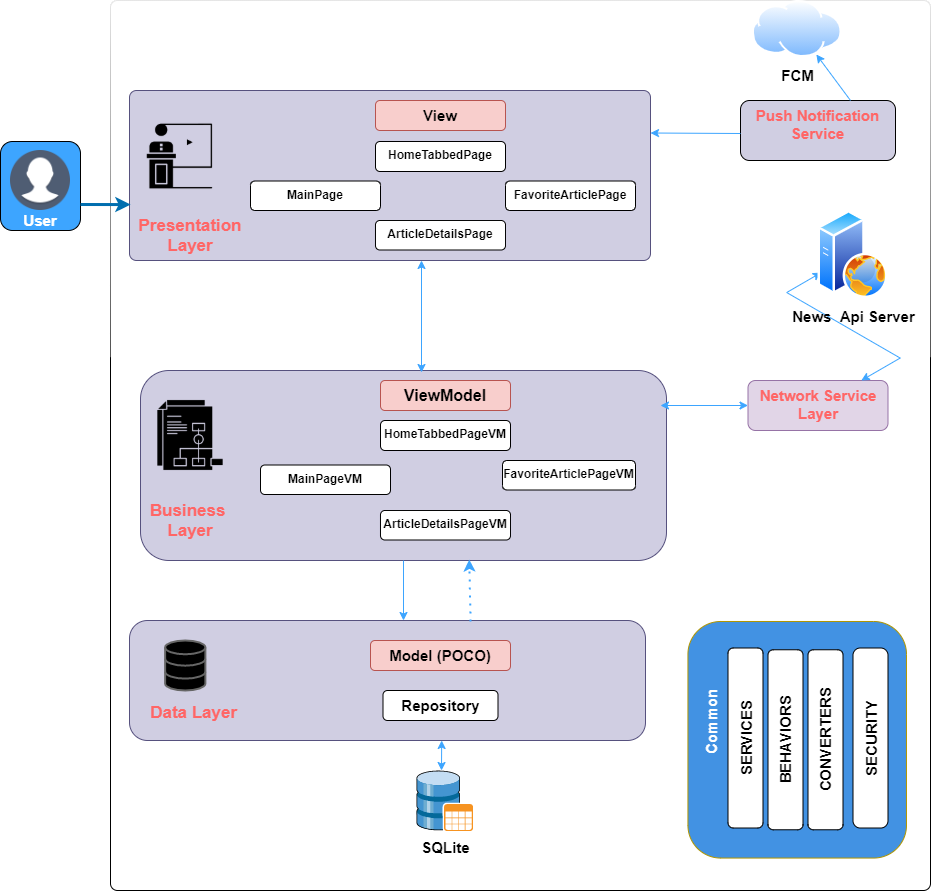 FCM
Push Notification
Service
View
HomeTabbedPage
MainPage
FavoriteArticlePage
ArticleDetailsPage
Presentation
Layer
User
News Api Server
Network Service
Layer
ViewModel
HomeTabbedPageVM
MainPageVM
FavoriteArticlePageVM
ArticleDetailsPageVM
Business
Layer
Model (POCO)
Repository
Data Layer
SQLite
Common
SERVICES
BEHAVIORS
CONVERTERS
SECURITY